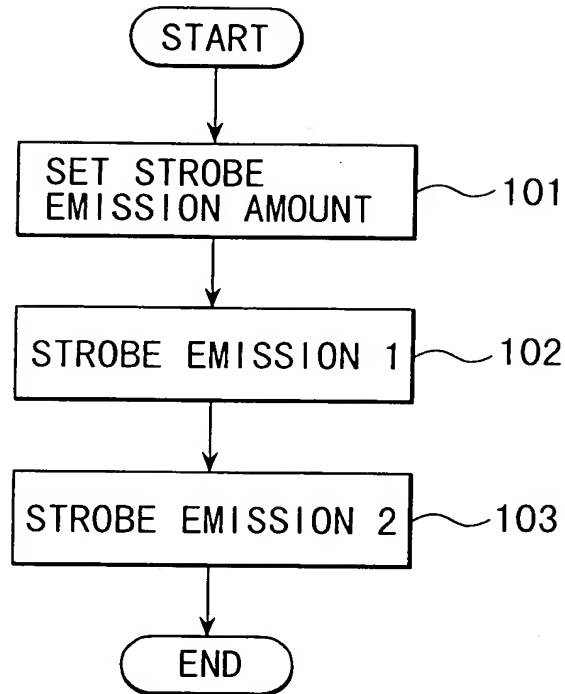 START
SET STROBE
EMISSION AMOUNT
101
STROBE EMISSION 1
102
STROBE EMISSION 2
103
END